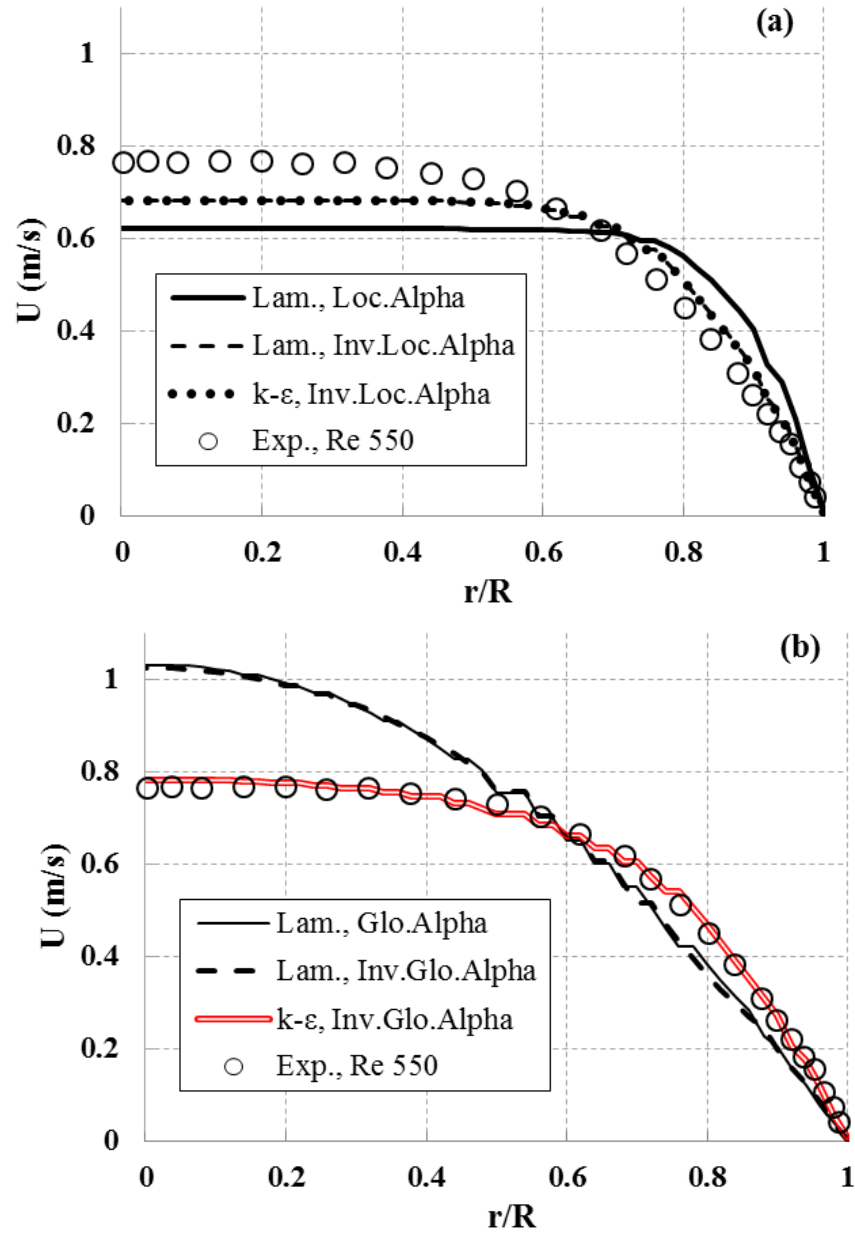 (a)
1
0.8
0.6
0.4
0.2
0
U (m/s)
Lam., Loc.Alpha
Lam., Inv.Loc.Alpha
k-ε, Inv.Loc.Alpha
Exp., Re 550
0 0.2 0.4 0.6 0.8 1
r/R
(b)
1
0.8
0.6
0.4
0.2
0
U (m/s)
Lam., Glo.Alpha
Lam., Inv.Glo.Alpha
k-ε, Inv.Glo.Alpha
Exp., Re 550
0 0.2 0.4 0.6 0.8 1
r/R